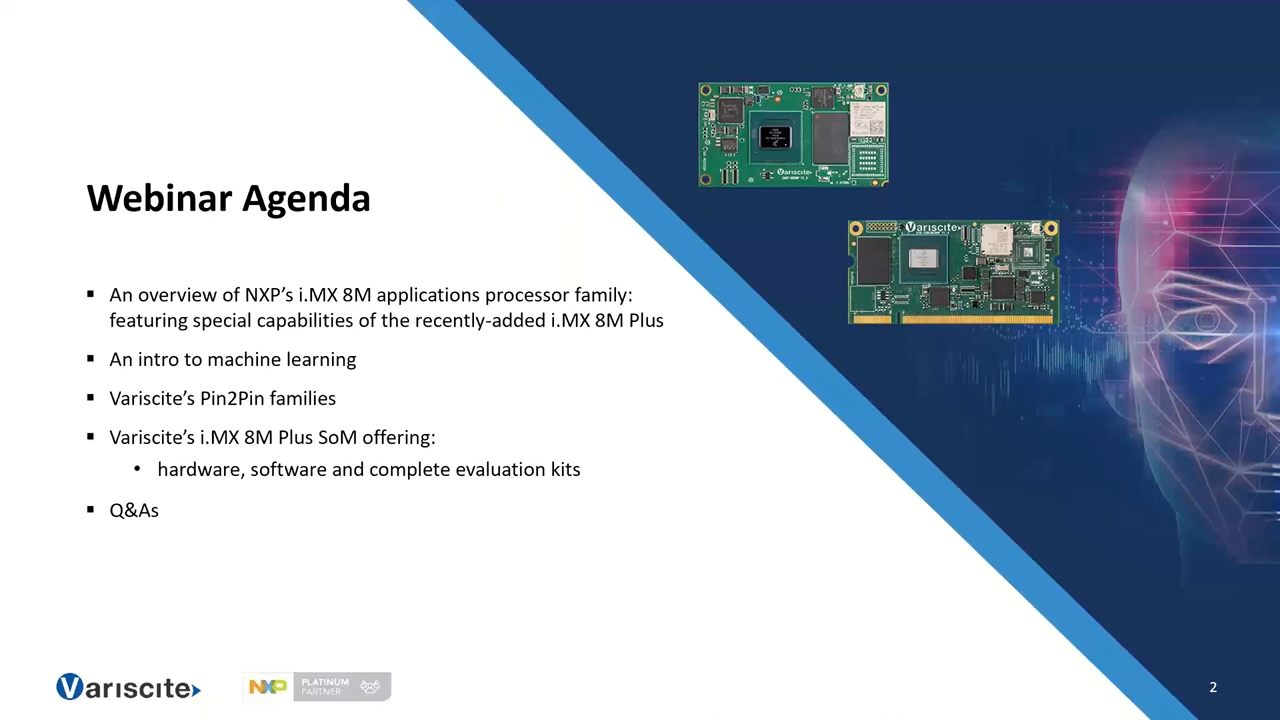 Webinar Agenda
▪ An overview of NXP’s i.MX 8M applications processor family:
featuring special capabilities of the recently-added i.MX 8M Plus
▪ An intro to machine learning
▪ Variscite’s Pin2Pin families
▪ Variscite’s i.MX 8M Plus SoM offering:
• hardware, software and complete evaluation kits
▪ Q&As
Variscite
Variscite
Variscite
NXP
PLATINUM
PARTNER
2